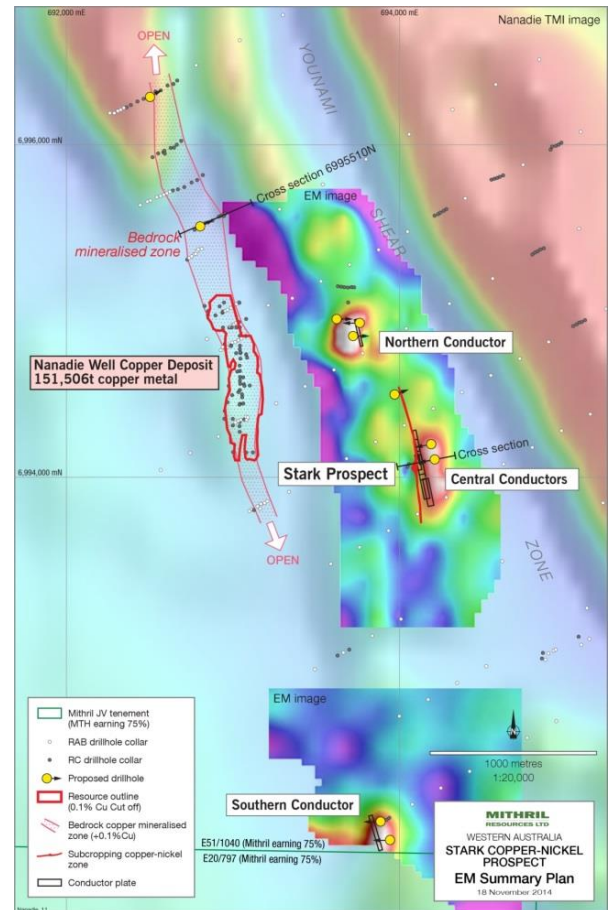 692,000 mE
694,000 mE
Nanadie TMI image
OPEN
YOUNAMI
6,996,000 mN
Cross section 6995510N
EM image
SHEAR
Bedrock
mineralised zone
Northern Conductor
Nanadie Well Copper Deposit
151,506t copper metal
Cross section
Stark Prospect
Central Conductors
6,994,000 mN
OPEN
ZONE
EM image
Mithril JV tenement
(MTH earning 75%)
RAB drillhole collar
RC drillhole collar
Proposed drillhole
Resource outline
(0.1% Cu Cut off)
Bedrock copper mineralised
zone (+0.1%Cu)
Subcropping copper-nickel
zone
Conductor plate
N
1000 metres
1:20,000
Southern Conductor
E51/1040 (Mithril earning 75%)
E20/797 (Mithril earning 75%)
MITHRIL
RESOURCES LTD
WESTERN AUSTRALIA
STARK COPPER-NICKEL
PROSPECT
EM Summary Plan
18 November 2014